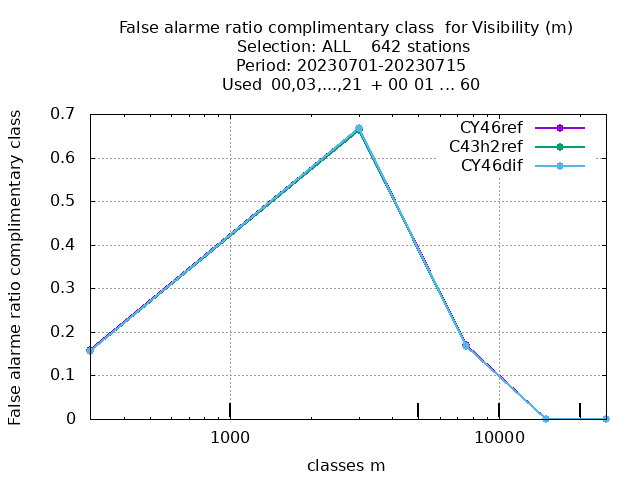 False alarme ratio complimentary class  for Visibility (m)
Selection: ALL    642 stations
Period: 20230701-20230715
Used  00,03,...,21  + 00 01 ... 60
False alarme ratio complimentary class
0.7
0.6
0.5
0.4
0.3
0.2
0.1
0
CY46ref
C43h2ref
CY46dif
1000
10000
classes m